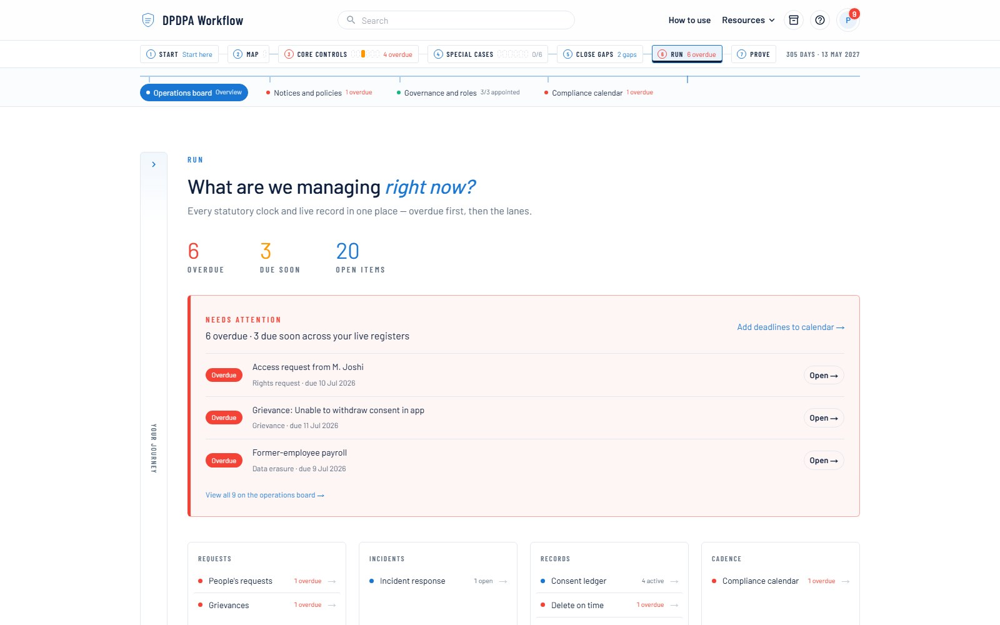 DPDPA Workflow
Search
How to use
Resources
P
9
1 START Start here
2 MAP
3 CORE CONTROLS 4 overdue
4 SPECIAL CASES 0/6
5 CLOSE GAPS 2 gaps
6 RUN 6 overdue
7 PROVE
305 DAYS · 13 MAY 2027
Operations board Overview
Notices and policies 1 overdue
Governance and roles 3/3 appointed
Compliance calendar 1 overdue
YOUR JOURNEY
RUN
What are we managing right now?
Every statutory clock and live record in one place — overdue first, then the lanes.
6
OVERDUE
3
DUE SOON
20
OPEN ITEMS
NEEDS ATTENTION
6 overdue · 3 due soon across your live registers
Add deadlines to calendar →
Overdue
Access request from M. Joshi
Rights request · due 10 Jul 2026
Open →
Overdue
Grievance: Unable to withdraw consent in app
Grievance · due 11 Jul 2026
Open →
Overdue
Former-employee payroll
Data erasure · due 9 Jul 2026
Open →
View all 9 on the operations board →
REQUESTS
People's requests 1 overdue →
Grievances 1 overdue →
INCIDENTS
Incident response 1 open →
RECORDS
Consent ledger 4 active →
Delete on time 1 overdue →
CADENCE
Compliance calendar 1 overdue →